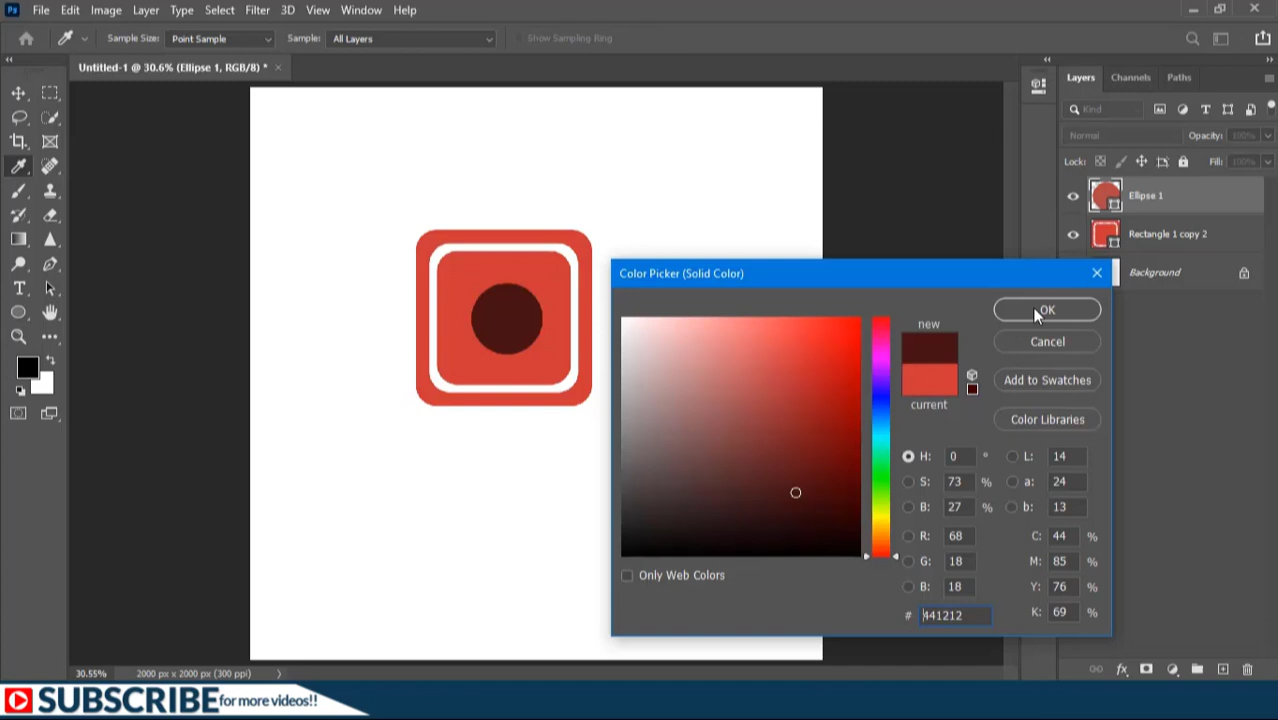 Ps File Edit Image Layer Type Select Filter 3D View Window Help
Sample Size: Point Sample Sample: All Layers Show Sampling Ring
Untitled-1 @ 30.6% (Ellipse 1, RGB/8) *
Layers Channels Paths
Kind
Normal Opacity: 100%
Lock: Fill: 100%
Ellipse 1
Rectangle 1 copy 2
Background
Color Picker (Solid Color)
OK
new
Cancel
Add to Swatches
current
Color Libraries
H: 0 ° L: 14
S: 73 % a: 24
B: 27 % b: 13
R: 68 C: 44 %
G: 18 M: 85 %
Only Web Colors
B: 18 Y: 76 %
# 441212 K: 69 %
30.55% 2000 px x 2000 px (300 ppi)
SUBSCRIBE for more videos!!